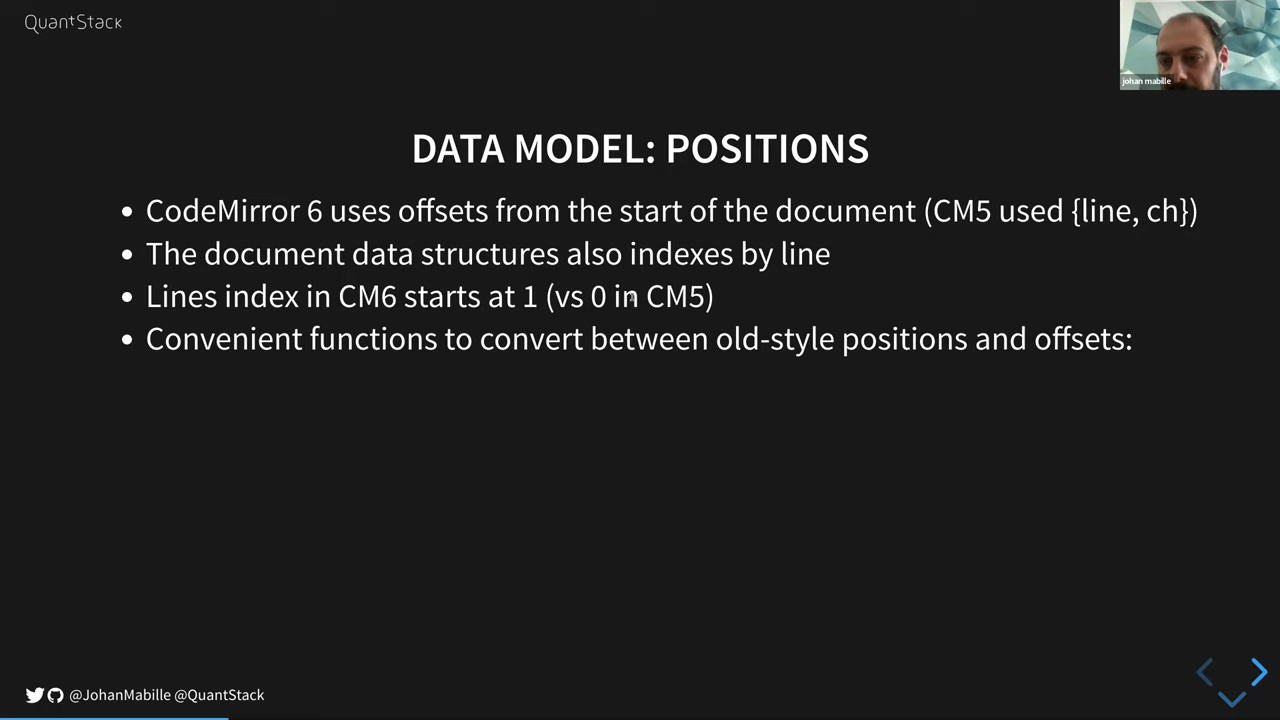 QuantStack
johan mabille
DATA MODEL: POSITIONS
• CodeMirror 6 uses offsets from the start of the document (CM5 used {line, ch})
• The document data structures also indexes by line
• Lines index in CM6 starts at 1 (vs 0 in CM5)
• Convenient functions to convert between old-style positions and offsets:
@JohanMabille @QuantStack